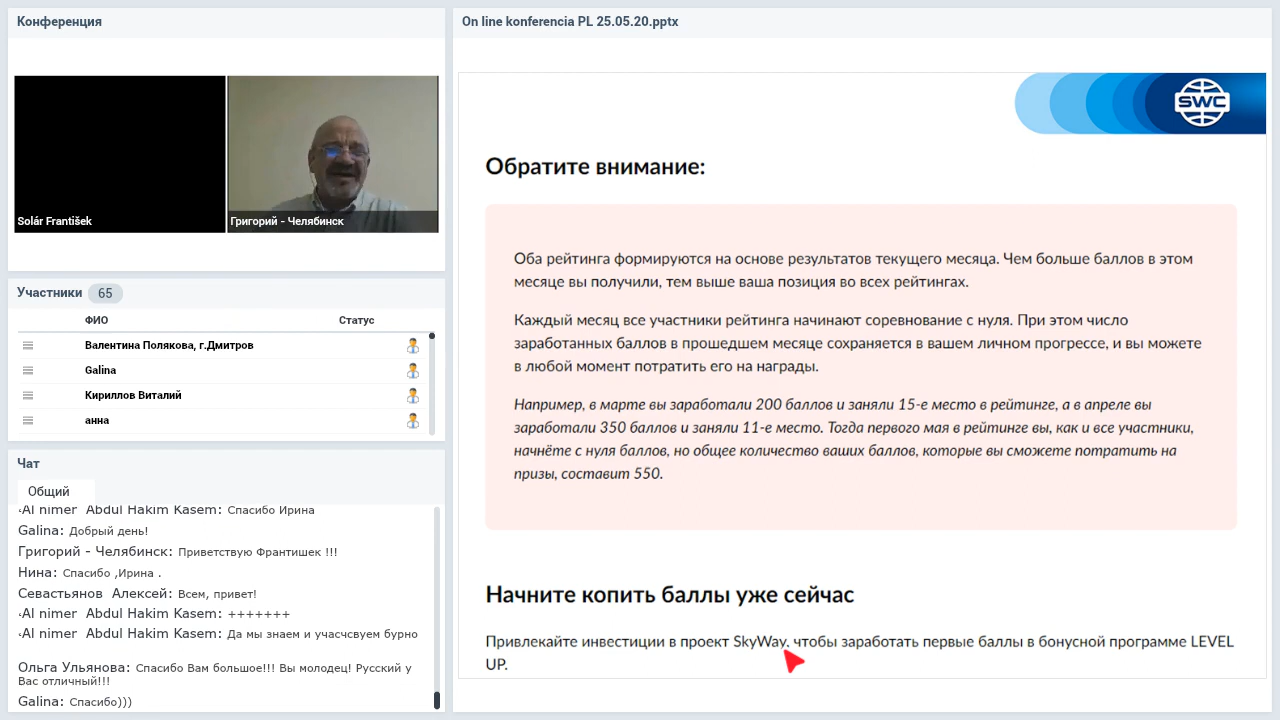 Конференция
Solár František
Григорий - Челябинск
Участники 65
ФИО Статус
Валентина Полякова, г.Дмитров
Galina
Кириллов Виталий
анна
Чат
Общий
‹Al nimer Abdul Hakim Kasem: Спасибо Ирина
Galina: Добрый день!
Григорий - Челябинск: Приветствую Франтишек !!!
Нина: Спасибо ,Ирина .
Севастьянов Алексей: Всем, привет!
‹Al nimer Abdul Hakim Kasem: +++++++
‹Al nimer Abdul Hakim Kasem: Да мы знаем и учасчсвуем бурно
Ольга Ульянова: Спасибо Вам большое!!! Вы молодец! Русский у
Вас отличный!!!
Galina: Спасибо)))
On line konferencia PL 25.05.20.pptx
SWC
Обратите внимание:
Оба рейтинга формируются на основе результатов текущего месяца. Чем больше баллов в этом
месяце вы получили, тем выше ваша позиция во всех рейтингах.
Каждый месяц все участники рейтинга начинают соревнование с нуля. При этом число
заработанных баллов в прошедшем месяце сохраняется в вашем личном прогрессе, и вы можете
в любой момент потратить его на награды.
Например, в марте вы заработали 200 баллов и заняли 15-е место в рейтинге, а в апреле вы
заработали 350 баллов и заняли 11-е место. Тогда первого мая в рейтинге вы, как и все участники,
начнёте с нуля баллов, но общее количество ваших баллов, которые вы сможете потратить на
призы, составит 550.
Начните копить баллы уже сейчас
Привлекайте инвестиции в проект SkyWay, чтобы заработать первые баллы в бонусной программе LEVEL
UP.